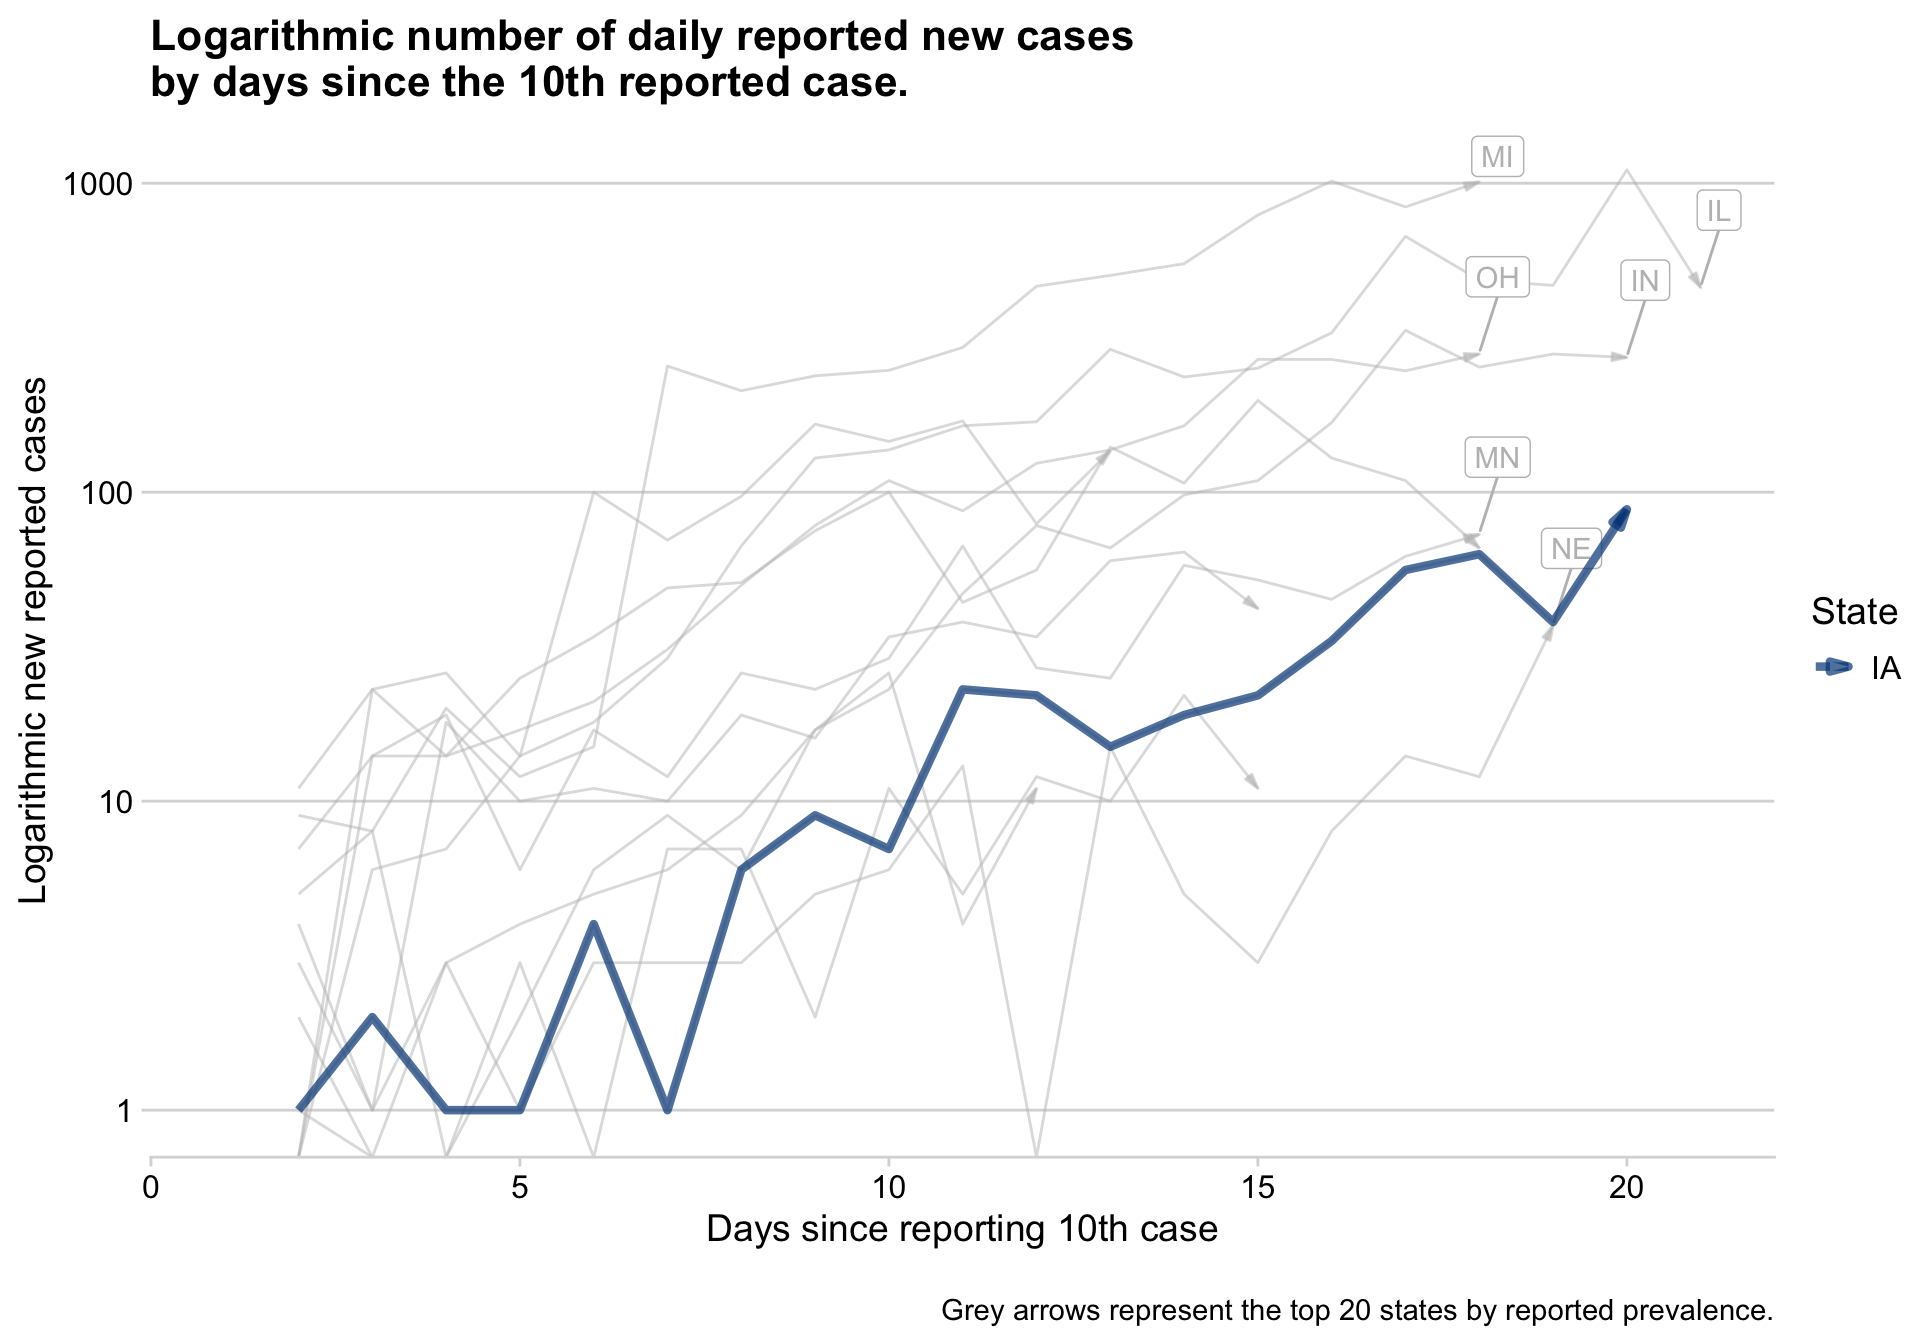 Logarithmic number of daily reported new cases
by days since the 10th reported case.
MI
1000
IL
OH
IN
MN
100
NE
Logarithmic new reported cases
State
IA
10
1
0 5 10 15 20
Days since reporting 10th case
Grey arrows represent the top 20 states by reported prevalence.